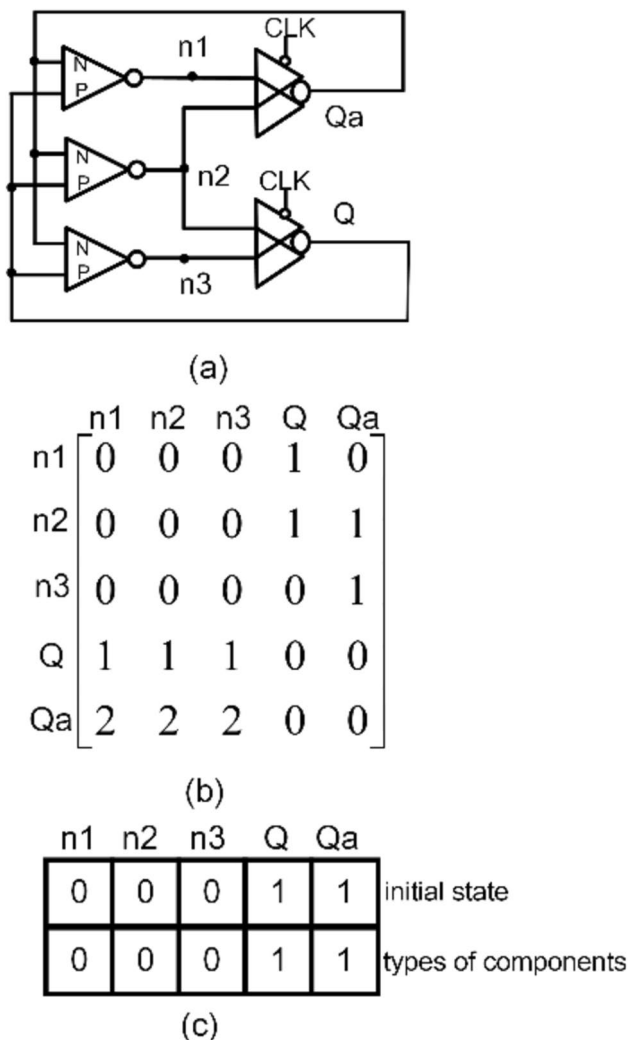 CLK
n1
N
P
Qa
N
P
n2
CLK
Q
N
P
n3
(a)
n1 n2 n3 Q Qa
n1 0 0 0 1 0
n2 0 0 0 1 1
n3 0 0 0 0 1
Q 1 1 1 0 0
Qa 2 2 2 0 0
(b)
n1 n2 n3 Q Qa
0 0 0 1 1 initial state
0 0 0 1 1 types of components
(c)